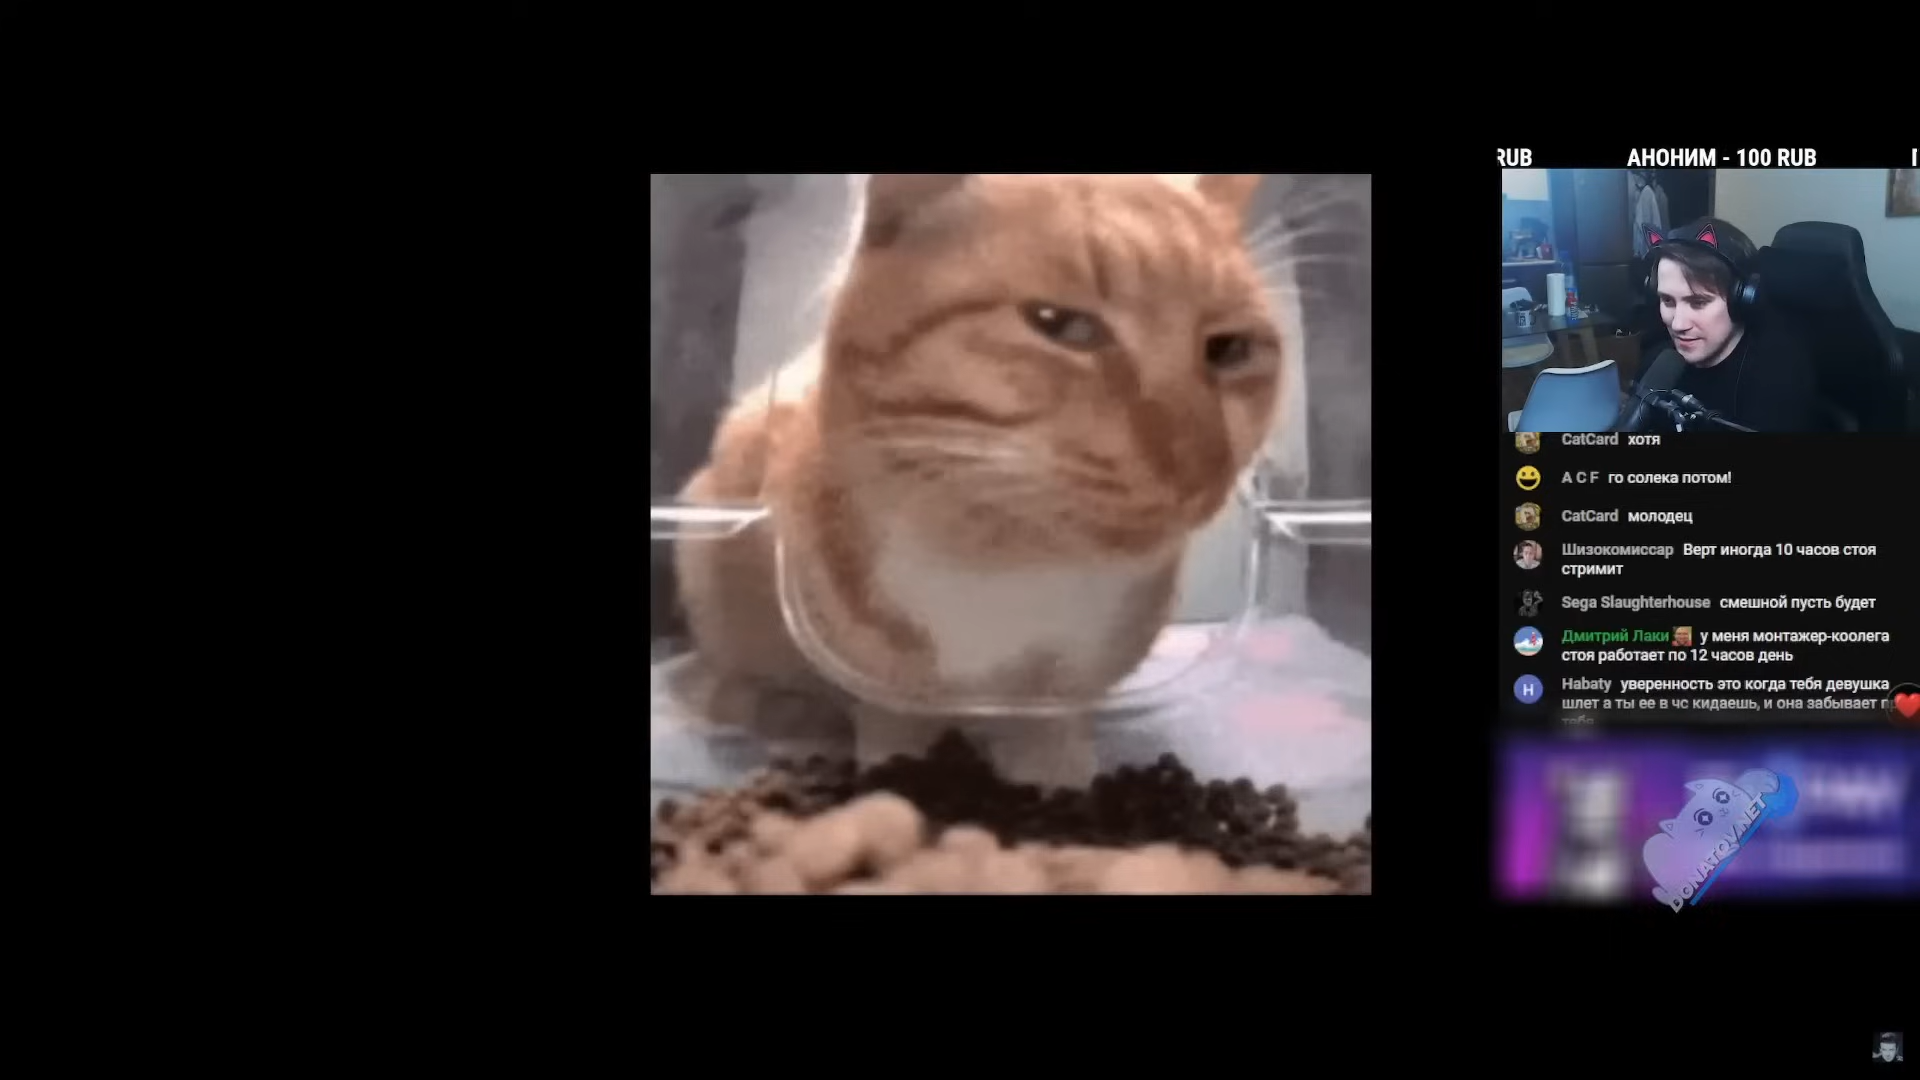 RUB АНОНИМ - 100 RUB
CatCard хотя
A C F го солека потом!
CatCard молодец
Шизокомиссар Верт иногда 10 часов стоя
стримит
Sega Slaughterhouse смешной пусть будет
Дмитрий Лаки у меня монтажер-коолега
стоя работает по 12 часов день
H
Habaty уверенность это когда тебя девушка
шлет а ты ее в чс кидаешь, и она забывает
тебя
DONATOV.NET